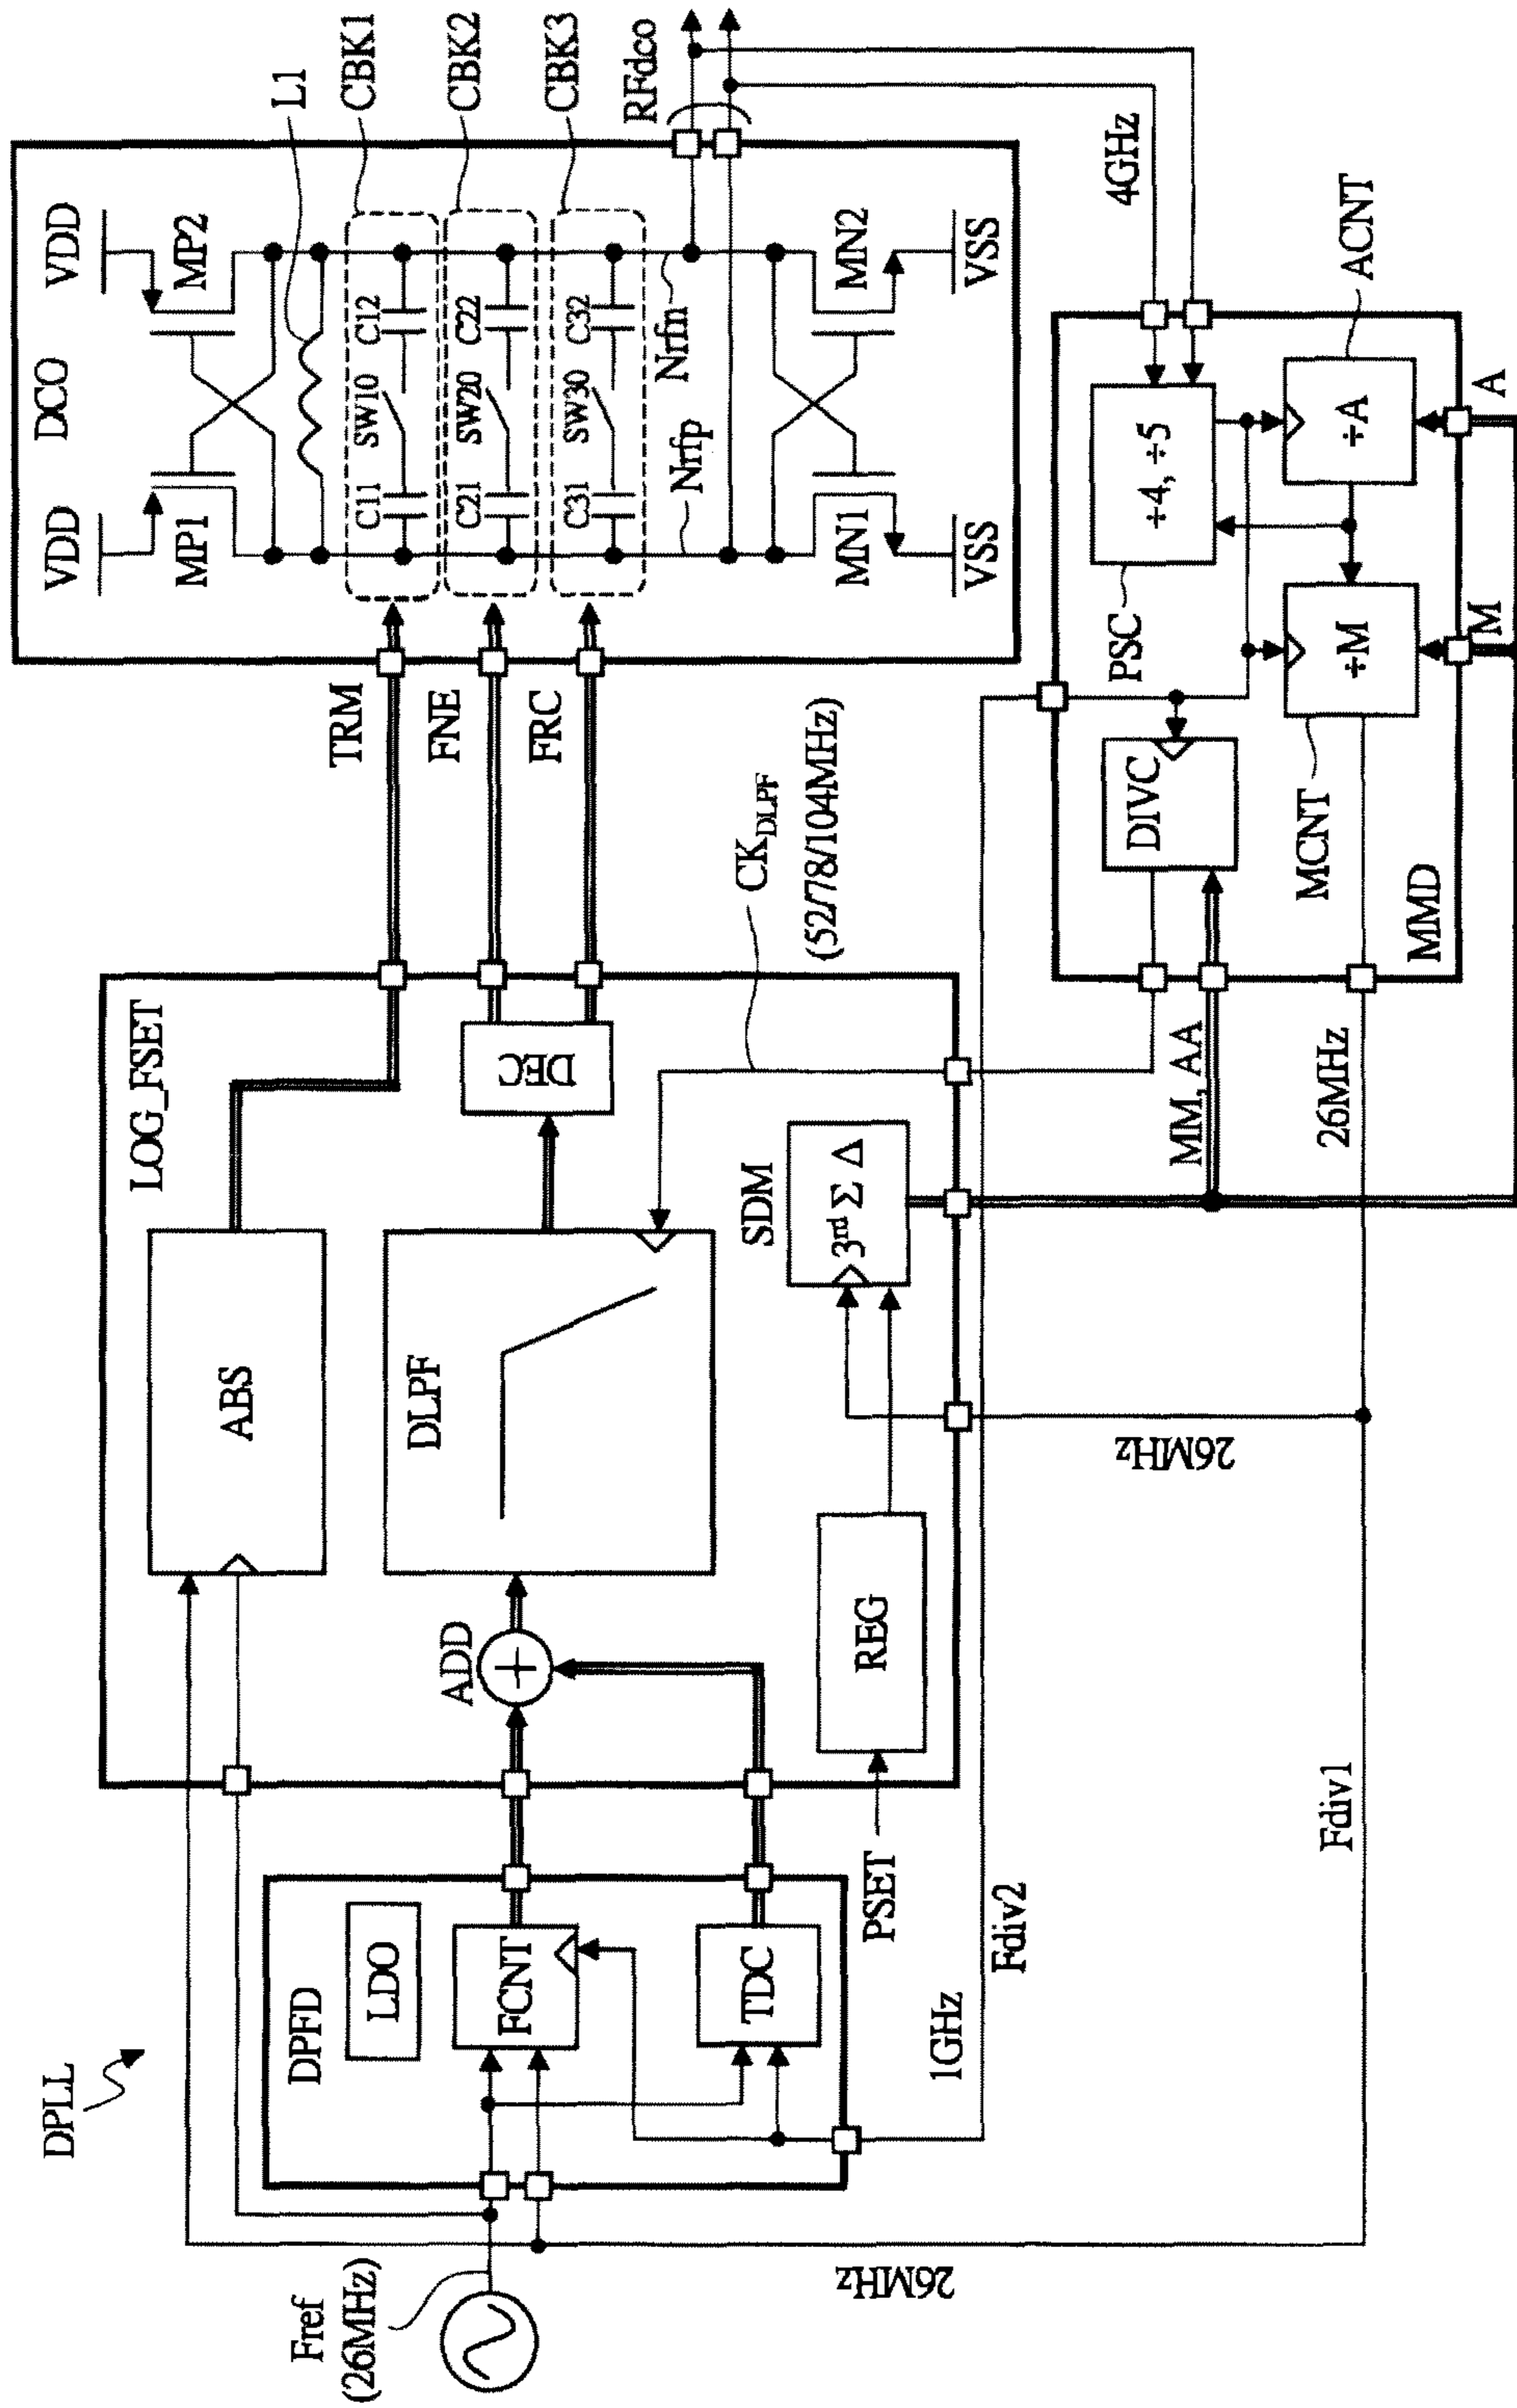 DPLL
Fref
(26MHz)
26MHz
DPFD
LDO
FCNT
TDC
1GHz
Fdiv2
Fdiv1
PSET
LOG_FSET
ABS
ADD
DLPF
REG
SDM
3rd Σ Δ
DEC
26MHz
CK_DLPF
(52/78/104MHz)
TRM
FNE
FRC
DCO
VDD
VDD
MP1
MP2
L1
CBK1
C11
SW10
C12
CBK2
C21
SW20
C22
CBK3
C31
SW30
C32
Nrfp
Nrfn
RFdco
MN1
MN2
VSS
VSS
4GHz
MM, AA
26MHz
MMD
DIVC
PSC
÷4, ÷5
MCNT
÷M
ACNT
÷A
M
A